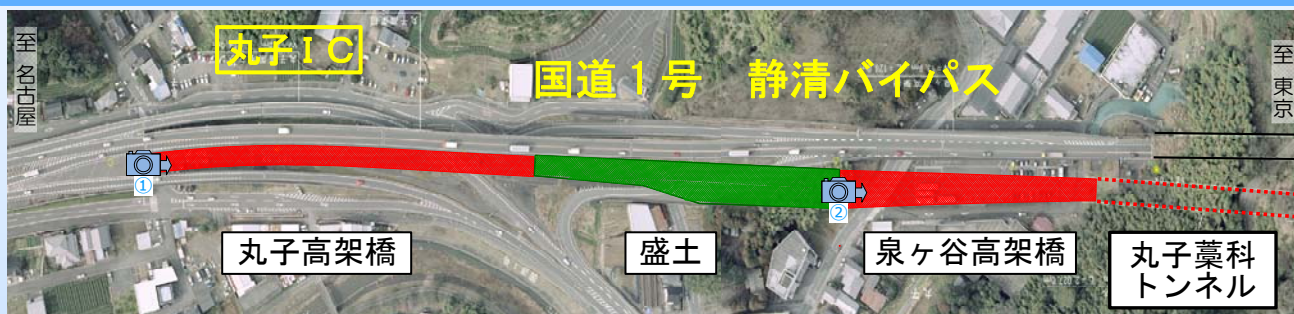 至 名古屋
丸子ＩＣ
国道１号　静清バイパス
至 東京
①
②
丸子高架橋
盛土
泉ヶ谷高架橋
丸子藁科
トンネル